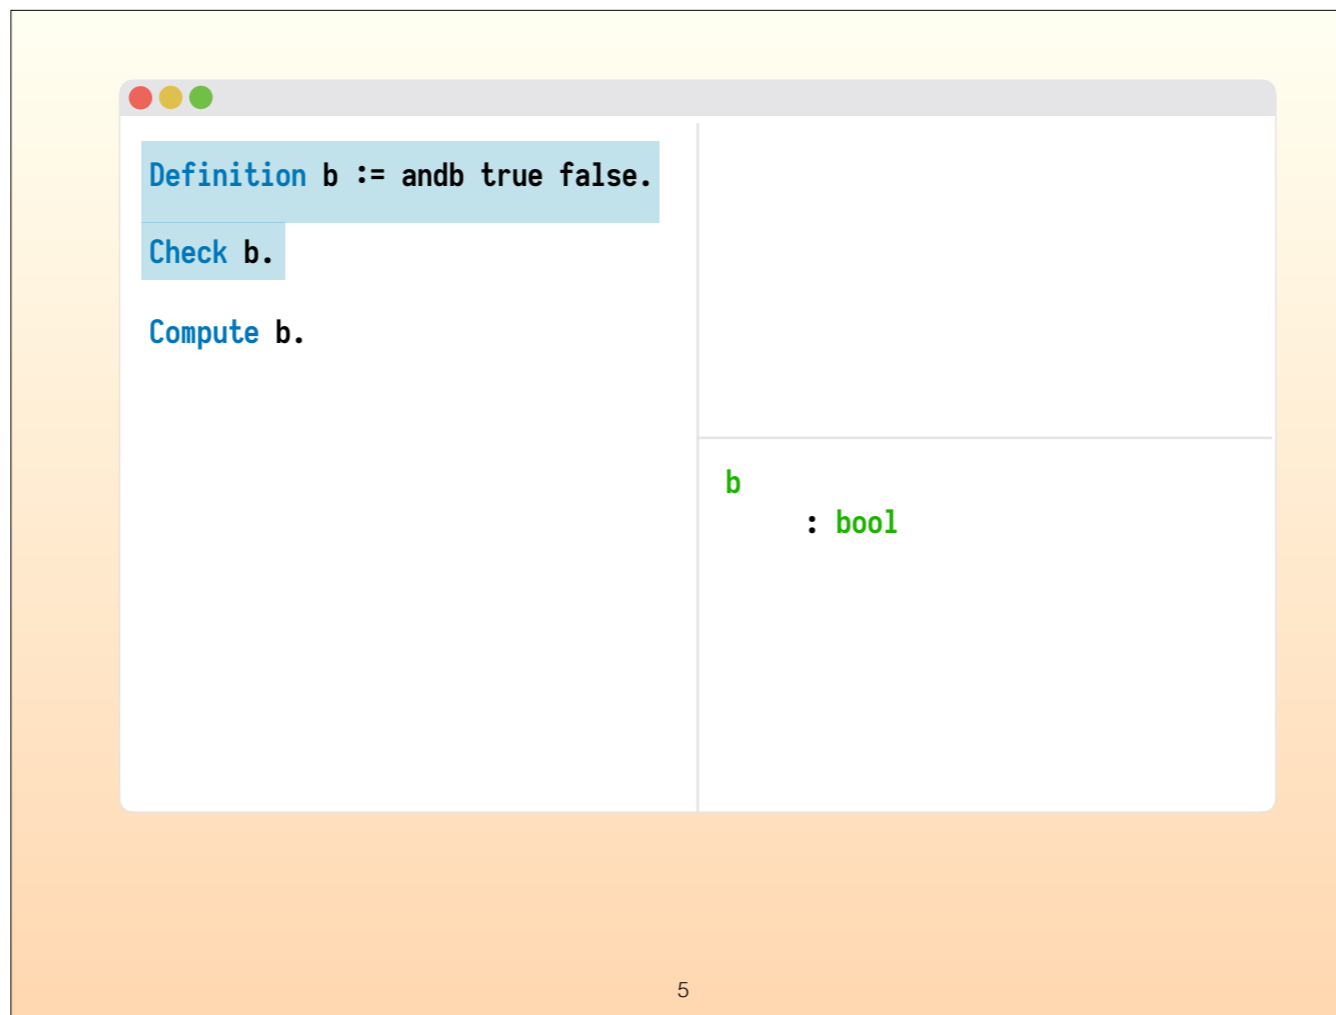 Definition b := andb true false.
Check b.
Compute b.
b
: bool
5